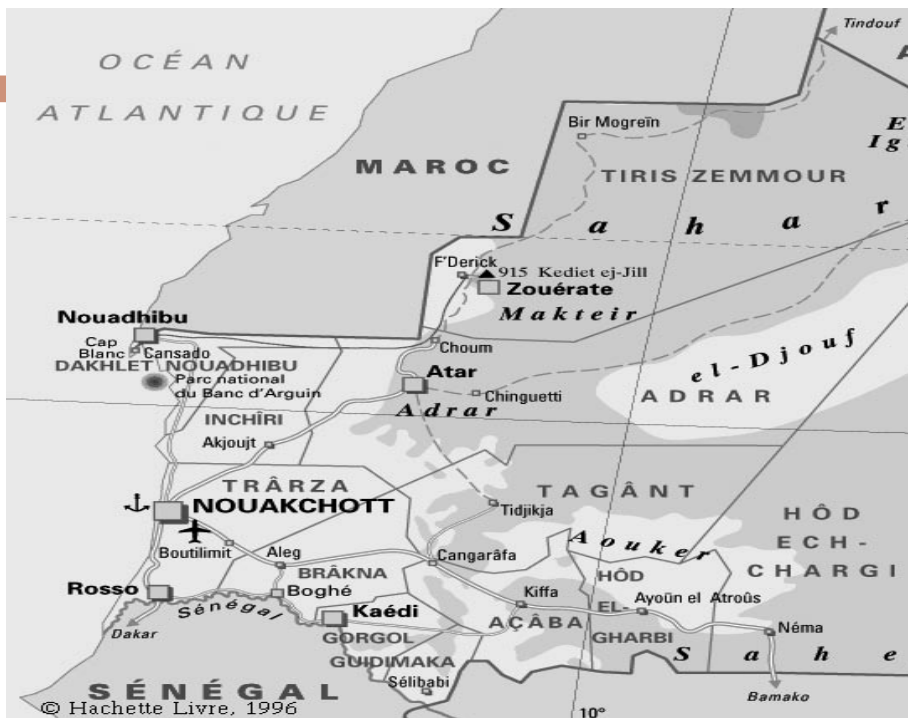 Tindouf
OCÉAN
ATLANTIQUE
Bir Mogreïn
MAROC
TIRIS ZEMMOUR
Sahar
F'Derick
915 Kediet ej-Jill
Zouérate
Makteir
Nouadhibu
Cap
Blanc
Cansado
DAKHLET NOUADHIBU
Parc national
du Banc d'Arguin
Choum
Atar
Chinguetti
el-Djouf
ADRAR
Adrar
INCHÎRI
Akjoujt
TRÂRZA
NOUAKCHOTT
TAGÂNT
Tidjikja
HÔD
ECH-
CHARGI
Aouker
Boutilimit
Aleg
Cangarâfa
BRÂKNA
Boghé
Rosso
Sénégal
Dakar
Kaédi
GORGOL
GUIDIMAKA
Sélibabi
Kiffa
AÇÂBA
HÔD
EL-
GHARBI
Ayoûn el Atroûs
Néma
Sahe
SÉNÉGAL
Bamako
© Hachette Livre, 1996
10°